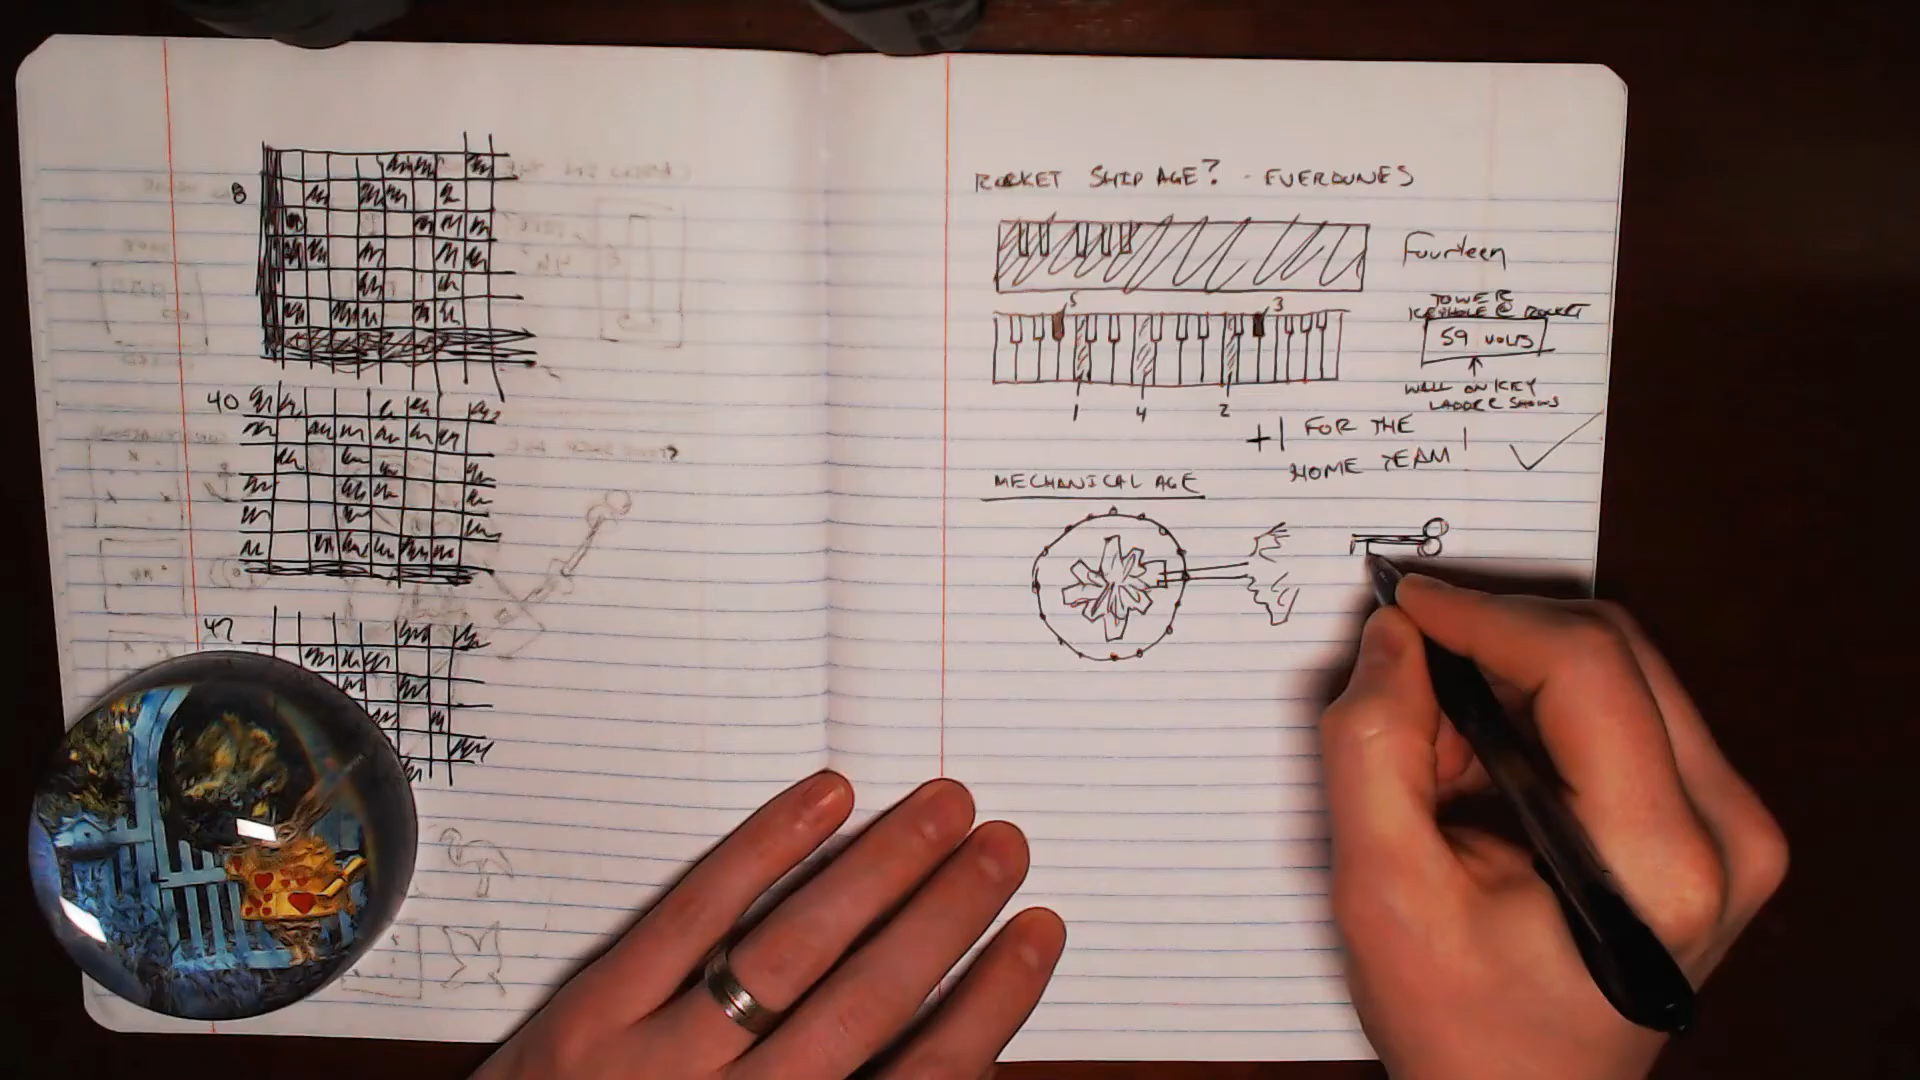 8
40
47
ROCKET SHIP AGE? - EVERDUNES
Fourteen
5
3
TOWER
KEYHOLE @ ROCKET
59 VOLTS
WALL ON KEY
LADDER SHOWS
1
4
2
+1 FOR THE
HOME TEAM!
MECHANICAL AGE